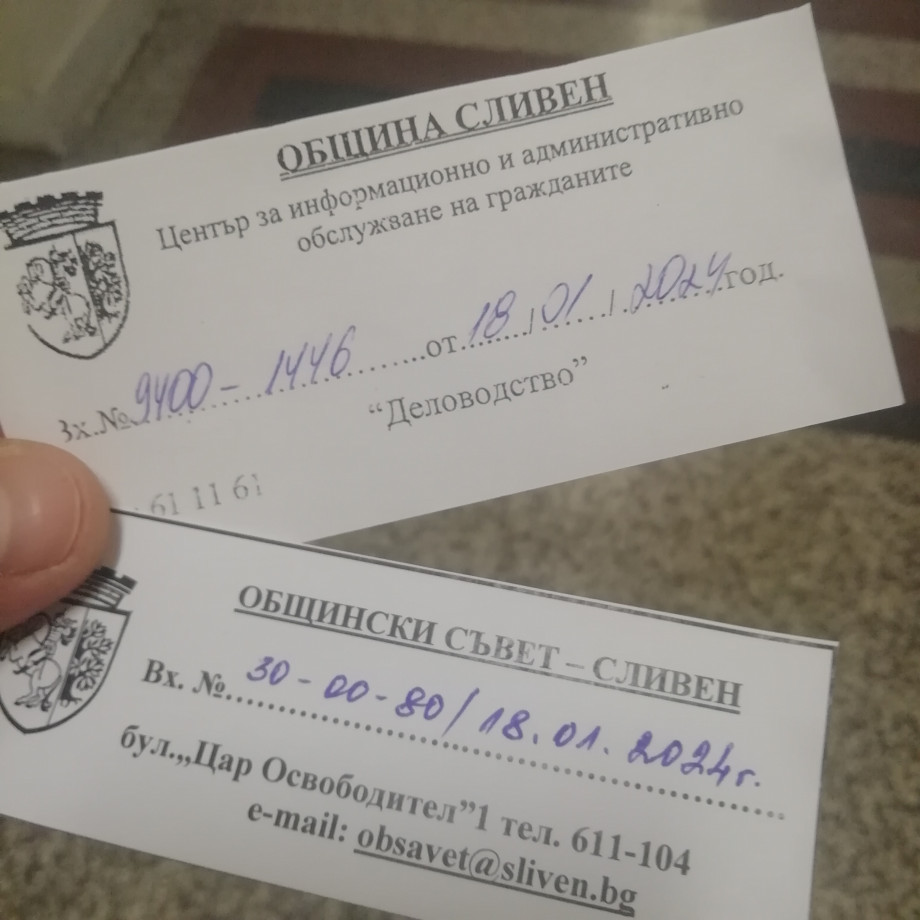 ОБЩИНА СЛИВЕН
Център за информационно и административно
обслужване на гражданите
Вх.№ 9400 - 1446 от 18/01/2024 год.
“Деловодство”
61 11 61
ОБЩИНСКИ СЪВЕТ – СЛИВЕН
Вх. № 30-00-80/18.01.2024г.
бул.„Цар Освободител”1 тел. 611-104
e-mail: obsavet@sliven.bg